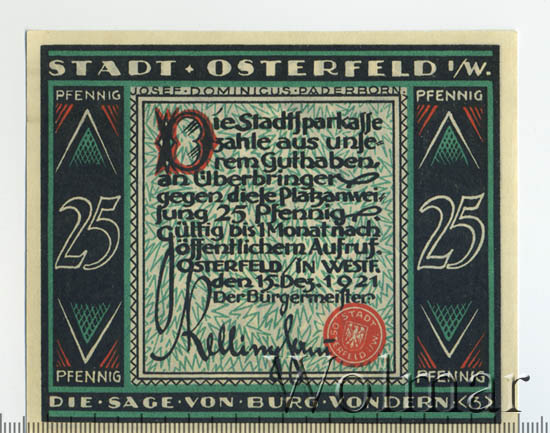 STADT · OSTERFELD I/W.
PFENNIG
JOSEF · DOMINICUS · PADERBORN.
PFENNIG
Die Stadtsparkasse
zahle aus unse-
rem Guthaben,
an Überbringer
gegen diese Platzanwei-
sung 25 Pfennig
Gültig bis 1 Monat nach
öffentlichem Aufruf.
OSTERFELD/IN WESTF.
den 15. Dez. 1921
Der Bürgermeister
25
25
STADT
PFENNIG
PFENNIG
DIE · SAGE · VON · BURG · VONDERN <6>
Wolmar